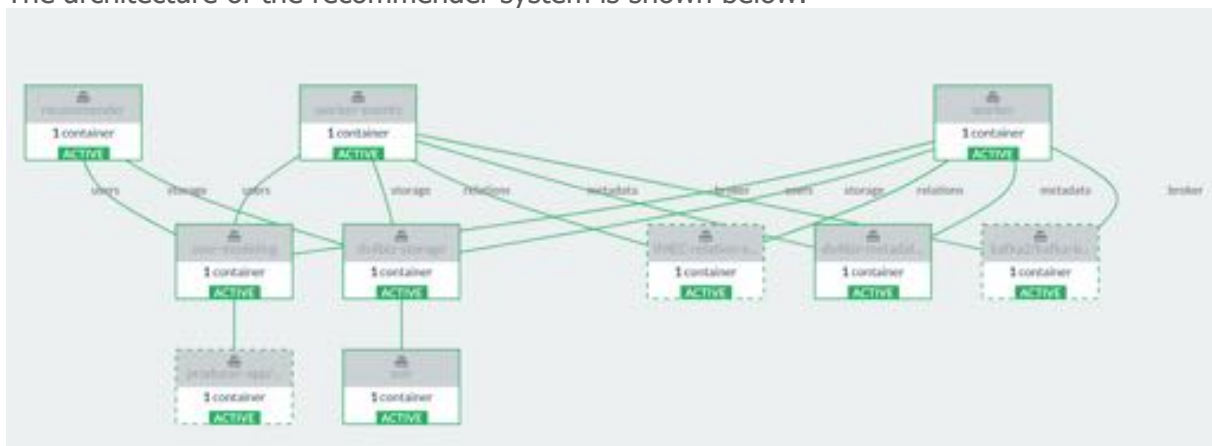 The architecture of the recommender system is shown below.
recommender
worker-events
worker
1 container
1 container
1 container
ACTIVE
ACTIVE
ACTIVE
users
storage
users
storage
relations
metadata
broker
users
storage
relations
metadata
broker
user-modeling
1 container
1 container
1 container
1 container
1 container
ACTIVE
ACTIVE
ACTIVE
ACTIVE
ACTIVE
1 container
1 container
ACTIVE
ACTIVE